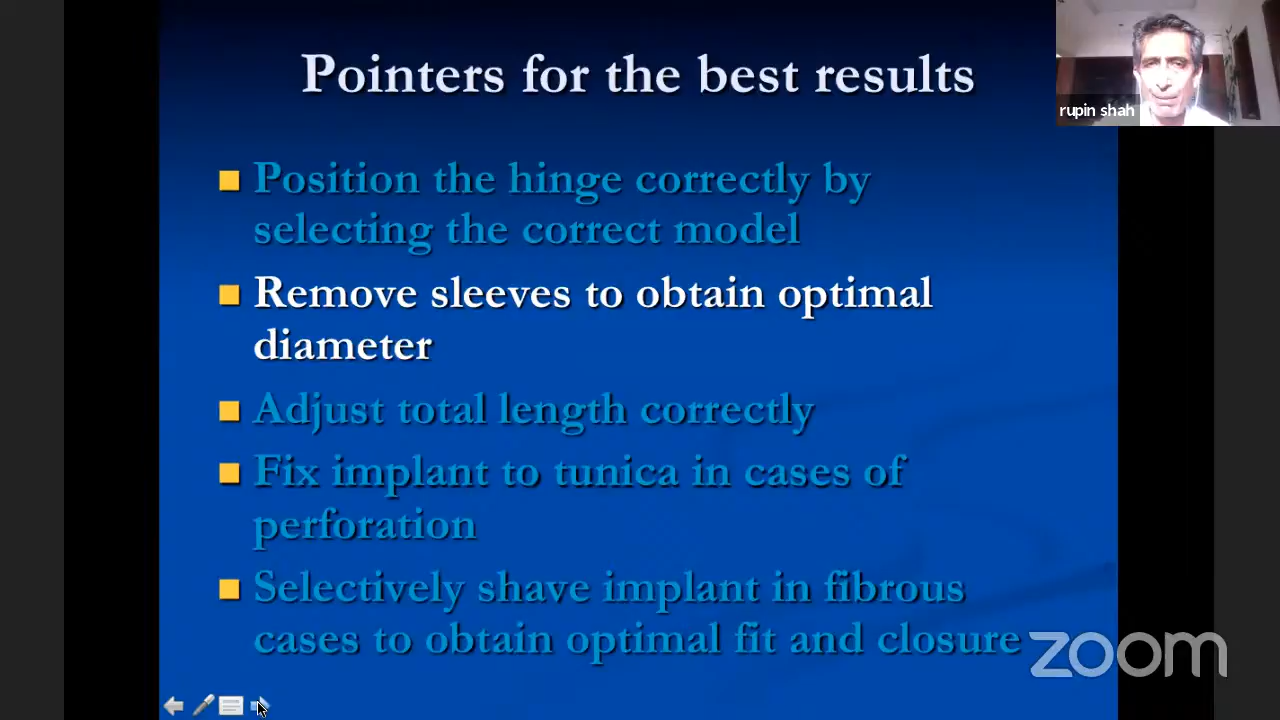 Pointers for the best results
rupin shah
Position the hinge correctly by
selecting the correct model
Remove sleeves to obtain optimal
diameter
Adjust total length correctly
Fix implant to tunica in cases of
perforation
Selectively shave implant in fibrous
cases to obtain optimal fit and closure
zoom